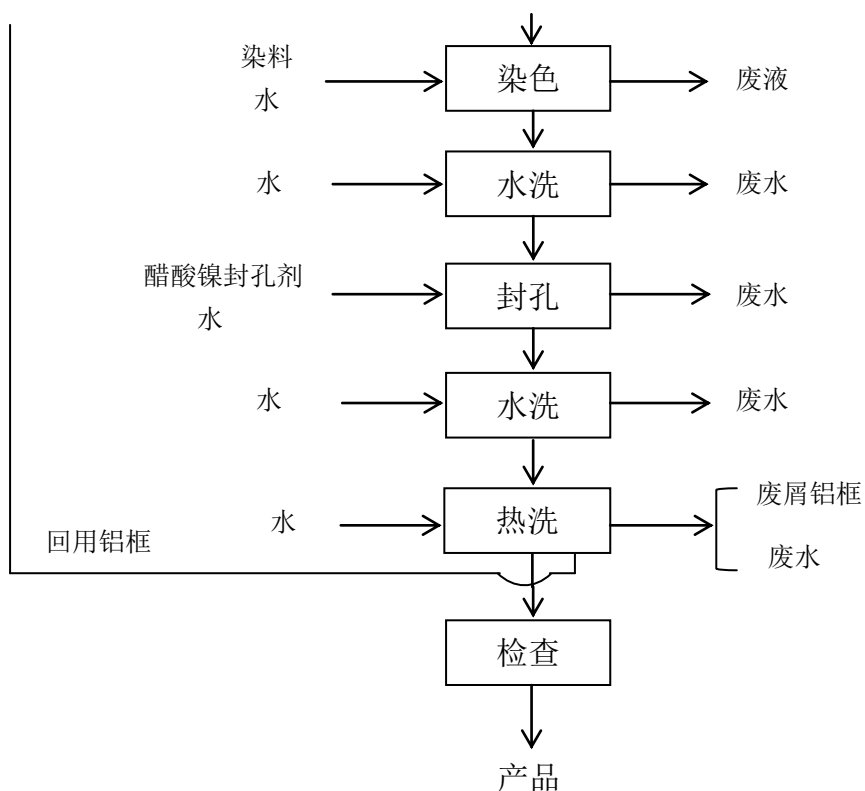 染料
水
染色
废液
水
水洗
废水
醋酸镍封孔剂
水
封孔
废水
水
水洗
废水
水
热洗
废屑铝框
废水
回用铝框
检查
产品